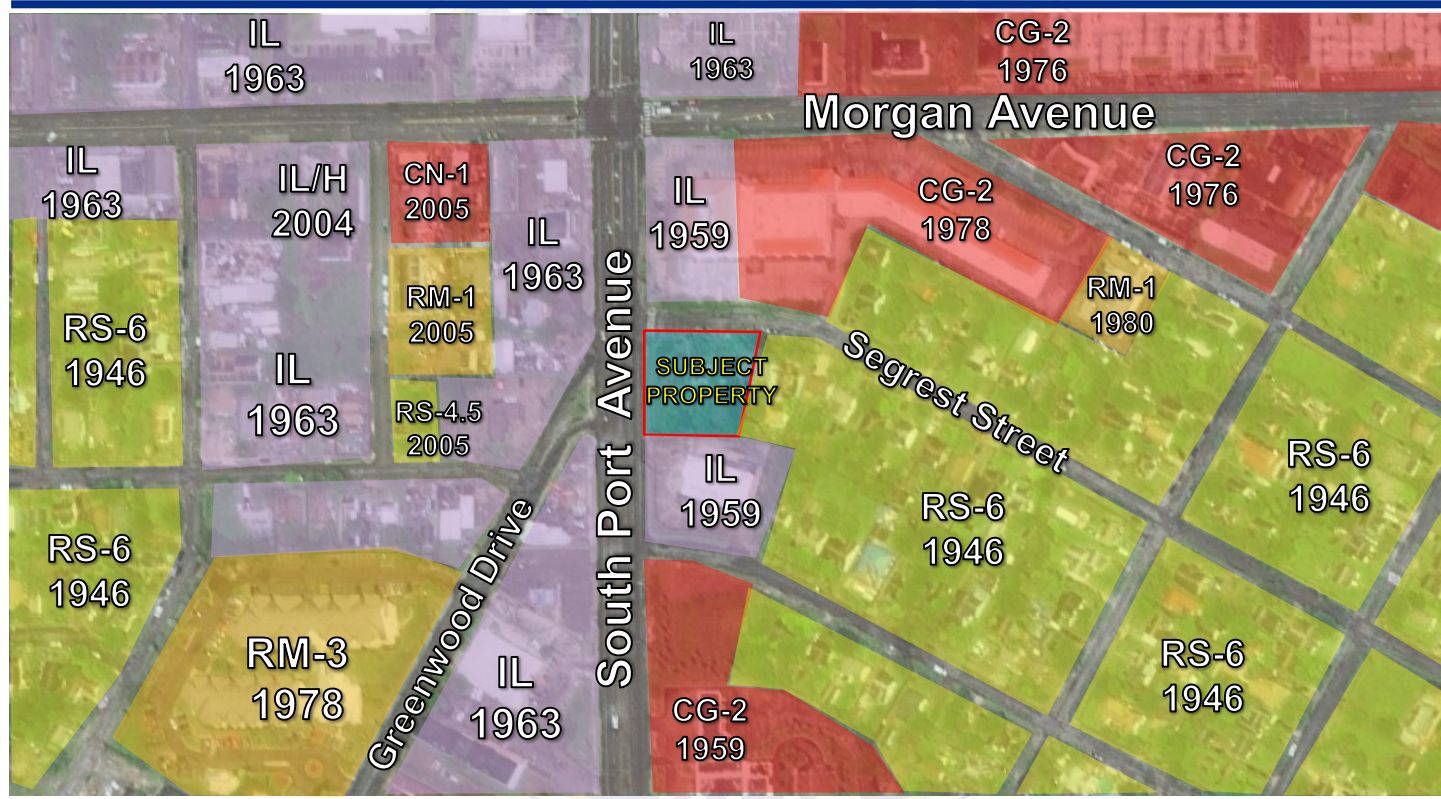 IL
1963
IL
1963
CG-2
1976
Morgan Avenue
IL
1963
IL/H
2004
CN-1
2005
IL
1963
IL
1959
CG-2
1978
CG-2
1976
RS-6
1946
RM-1
2005
RM-1
1980
IL
1963
RS-4.5
2005
South Port Avenue
SUBJECT
PROPERTY
Segrest Street
IL
1959
RS-6
1946
RS-6
1946
RS-6
1946
Greenwood Drive
RM-3
1978
IL
1963
CG-2
1959
RS-6
1946